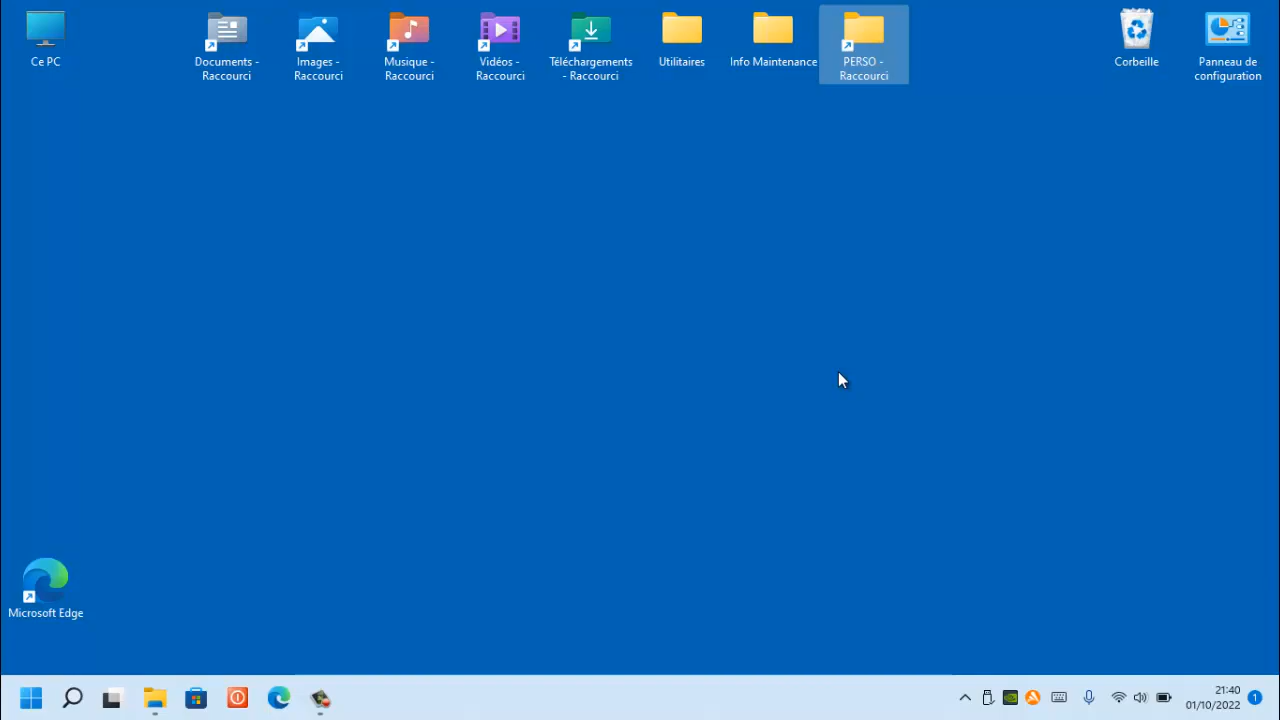 Ce PC
Documents -
Raccourci
Images -
Raccourci
Musique -
Raccourci
Vidéos -
Raccourci
Téléchargements
- Raccourci
Utilitaires
Info Maintenance
PERSO -
Raccourci
Corbeille
Panneau de
configuration
Microsoft Edge
21:40
01/10/2022
1